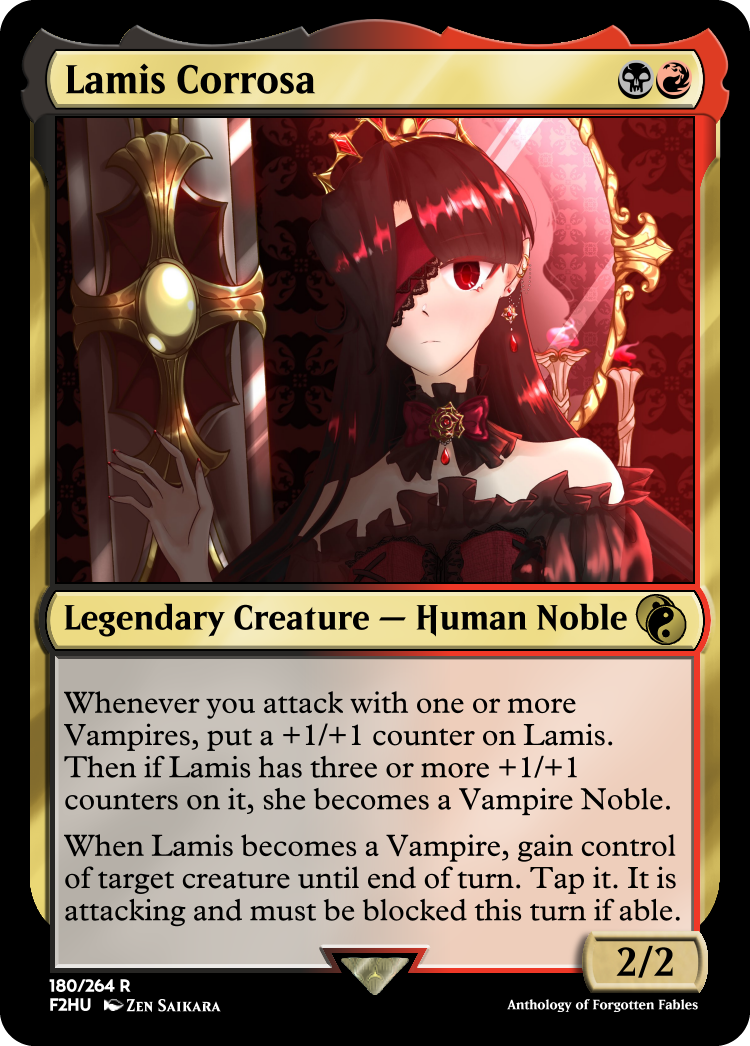 Lamis Corrosa
Legendary Creature — Human Noble
Whenever you attack with one or more
Vampires, put a +1/+1 counter on Lamis.
Then if Lamis has three or more +1/+1
counters on it, she becomes a Vampire Noble.
When Lamis becomes a Vampire, gain control
of target creature until end of turn. Tap it. It is
attacking and must be blocked this turn if able.
2/2
180/264 R
F2HU Zen Saikara
Anthology of Forgotten Fables